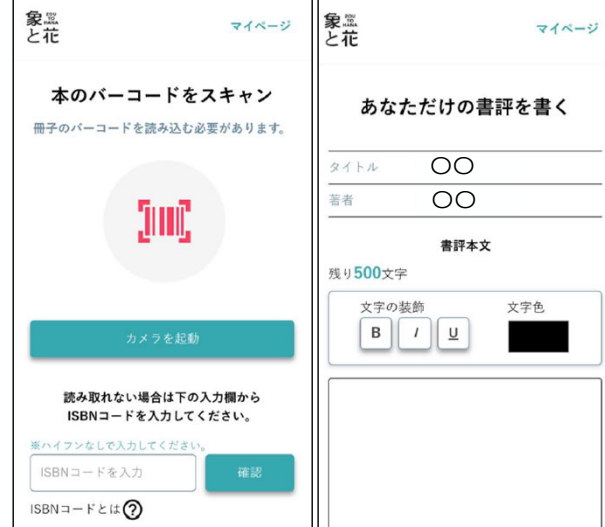 象 ZOU TO HANA
と花
マイページ
本のバーコードをスキャン
冊子のバーコードを読み込む必要があります。
カメラを起動
読み取れない場合は下の入力欄から
ISBNコードを入力してください。
※ハイフンなしで入力してください。
ISBNコードを入力
確認
ISBNコードとは?
象 ZOU TO HANA
と花
マイページ
あなただけの書評を書く
タイトル 〇〇
著者 〇〇
書評本文
残り500文字
文字の装飾 文字色
B I U